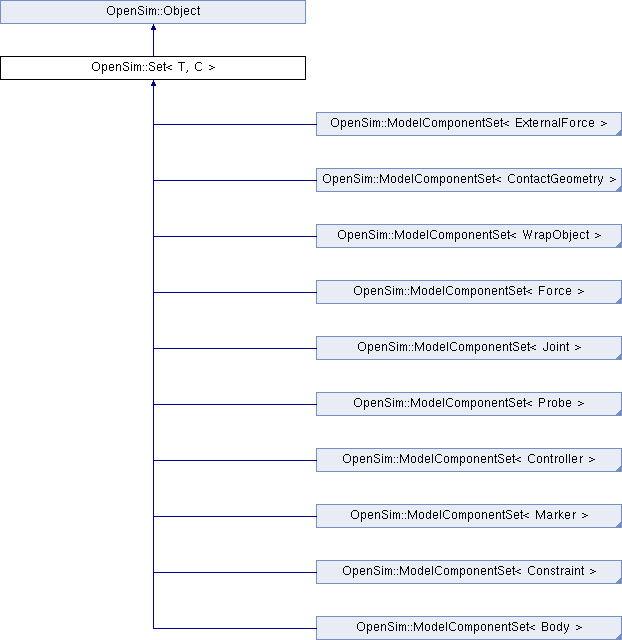 OpenSim::Object
OpenSim::Set< T, C >
OpenSim::ModelComponentSet< ExternalForce >
OpenSim::ModelComponentSet< ContactGeometry >
OpenSim::ModelComponentSet< WrapObject >
OpenSim::ModelComponentSet< Force >
OpenSim::ModelComponentSet< Joint >
OpenSim::ModelComponentSet< Probe >
OpenSim::ModelComponentSet< Controller >
OpenSim::ModelComponentSet< Marker >
OpenSim::ModelComponentSet< Constraint >
OpenSim::ModelComponentSet< Body >